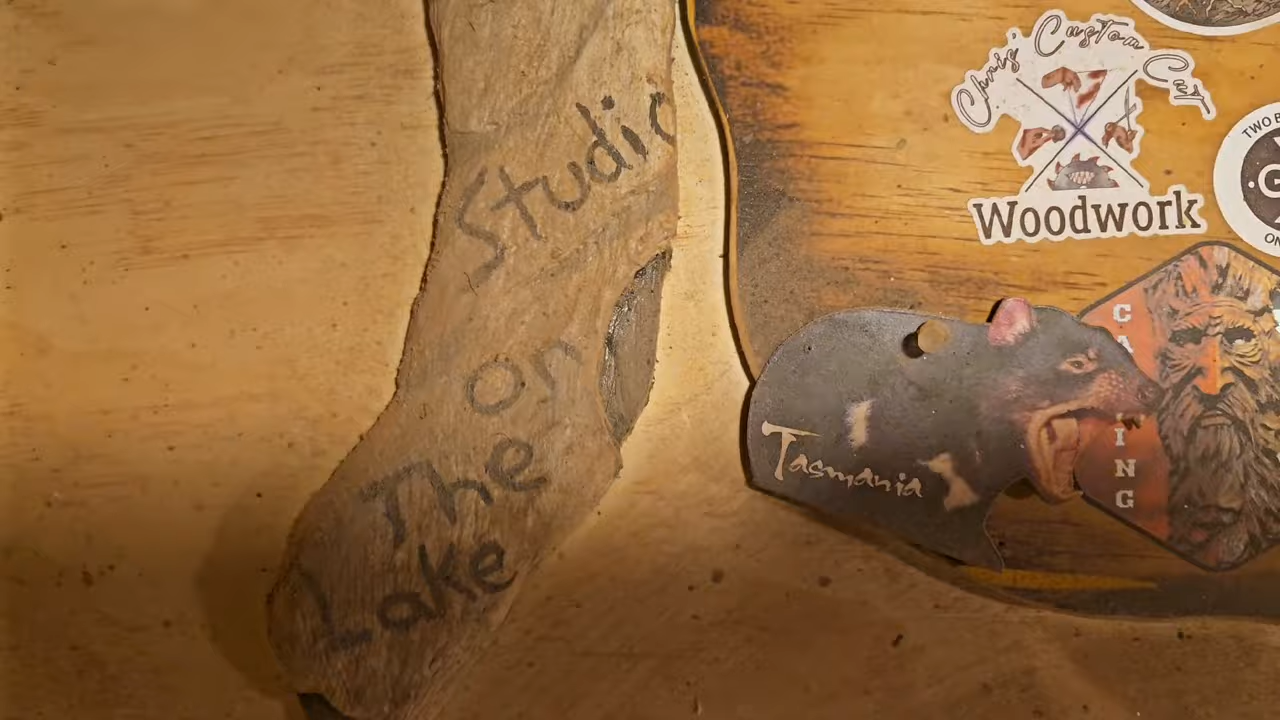 Studio
on
The
Lake
Chris' Custom Cut
Woodwork
Tasmania